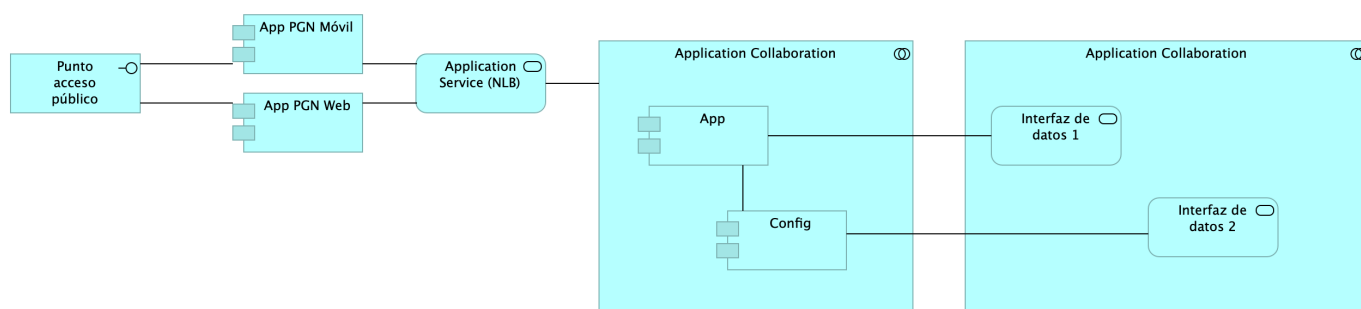 Punto
acceso
público
App PGN Móvil
App PGN Web
Application
Service (NLB)
Application Collaboration
App
Config
Application Collaboration
Interfaz de
datos 1
Interfaz de
datos 2